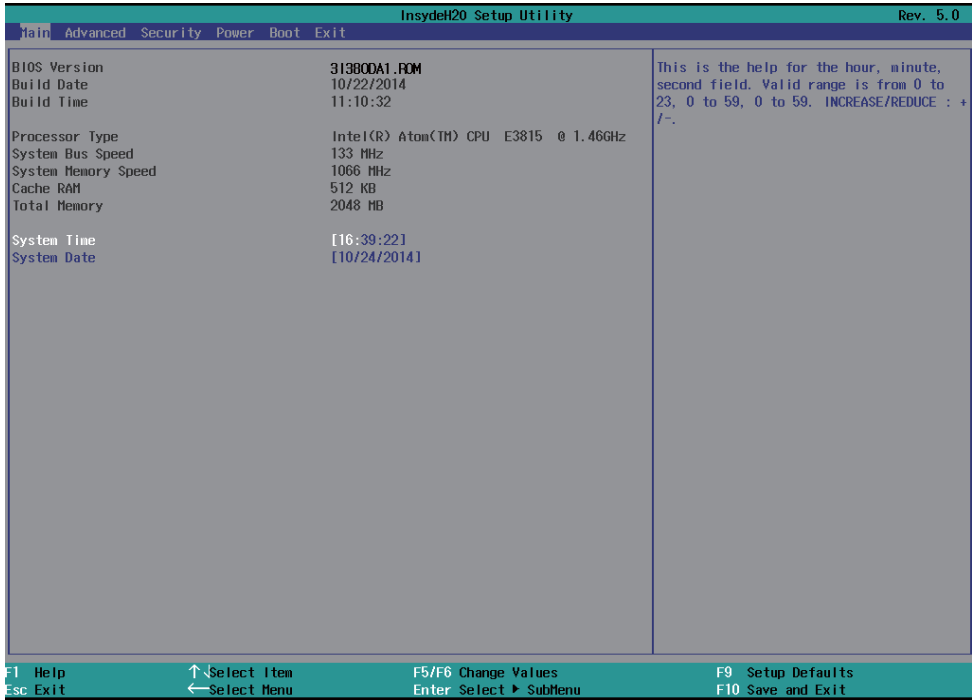 InsydeH20 Setup Utility Rev. 5.0
Main Advanced Security Power Boot Exit
BIOS Version 3I380DA1.ROM
Build Date 10/22/2014
Build Time 11:10:32
Processor Type Intel(R) Atom(TM) CPU E3815 @ 1.46GHz
System Bus Speed 133 MHz
System Memory Speed 1066 MHz
Cache RAM 512 KB
Total Memory 2048 MB
System Time [16:39:22]
System Date [10/24/2014]
This is the help for the hour, minute,
second field. Valid range is from 0 to
23, 0 to 59, 0 to 59. INCREASE/REDUCE : +
/-.
F1 Help ↑↓Select Item F5/F6 Change Values F9 Setup Defaults
Esc Exit ←Select Menu Enter Select ▶ SubMenu F10 Save and Exit